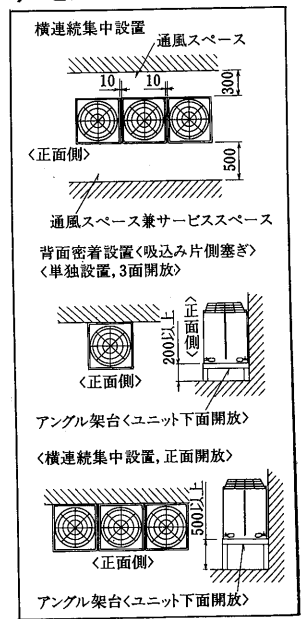 横連続集中設置
通風スペース
10 10
300
<正面側>
500
通風スペース兼サービススペース
背面密着設置<吸込み片側塞ぎ>
<単独設置,3面開放>
<正面側>
200以上
<正面側>
アングル架台<ユニット下面開放>
<横連続集中設置,正面開放>
500以上
<正面側>
アングル架台<ユニット下面開放>